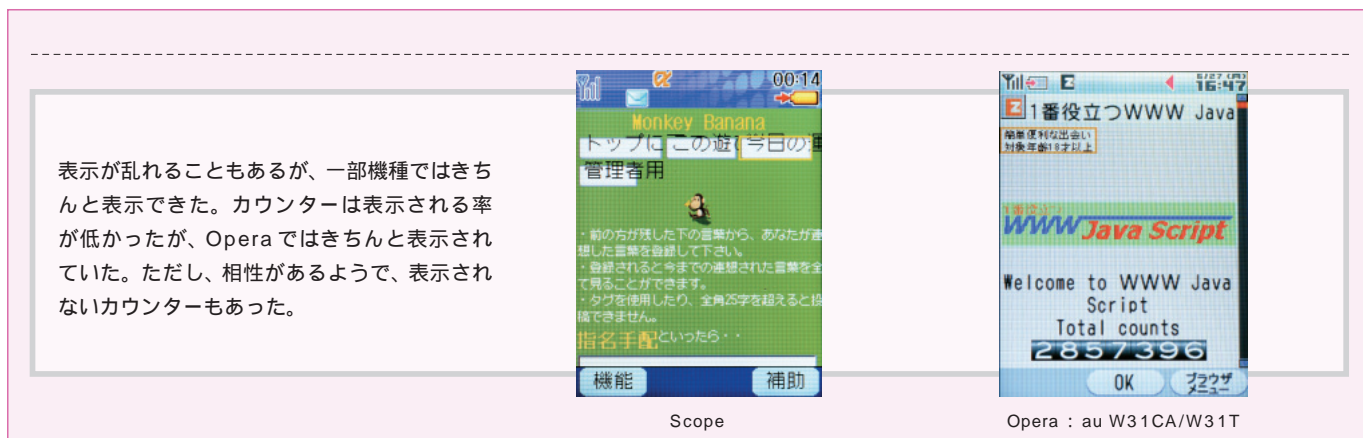 表示が乱れることもあるが、一部機種ではきち
んと表示できた。カウンターは表示される率
が低かったが、Operaではきちんと表示され
ていた。ただし、相性があるようで、表示され
ないカウンターもあった。
00:14
Monkey Banana
トップに この遊び 今日の運
管理者用
・前の方が残した下の言葉から、あなたが連
想した言葉を登録して下さい。
・登録されると今までの連想された言葉を全
て見ることができます。
・タグを使用したり、全角25字を超えると投
稿できません。
指名手配といったら・・
機能 補助
Scope
6/27(月)
16:47
1番役立つWWW Java
簡単便利な出会い
対象年齢18才以上
1番役立つ
WWW Java Script
Welcome to WWW Java
Script
Total counts
2857396
OK ブラウザ
メニュー
Opera : au W31CA/W31T